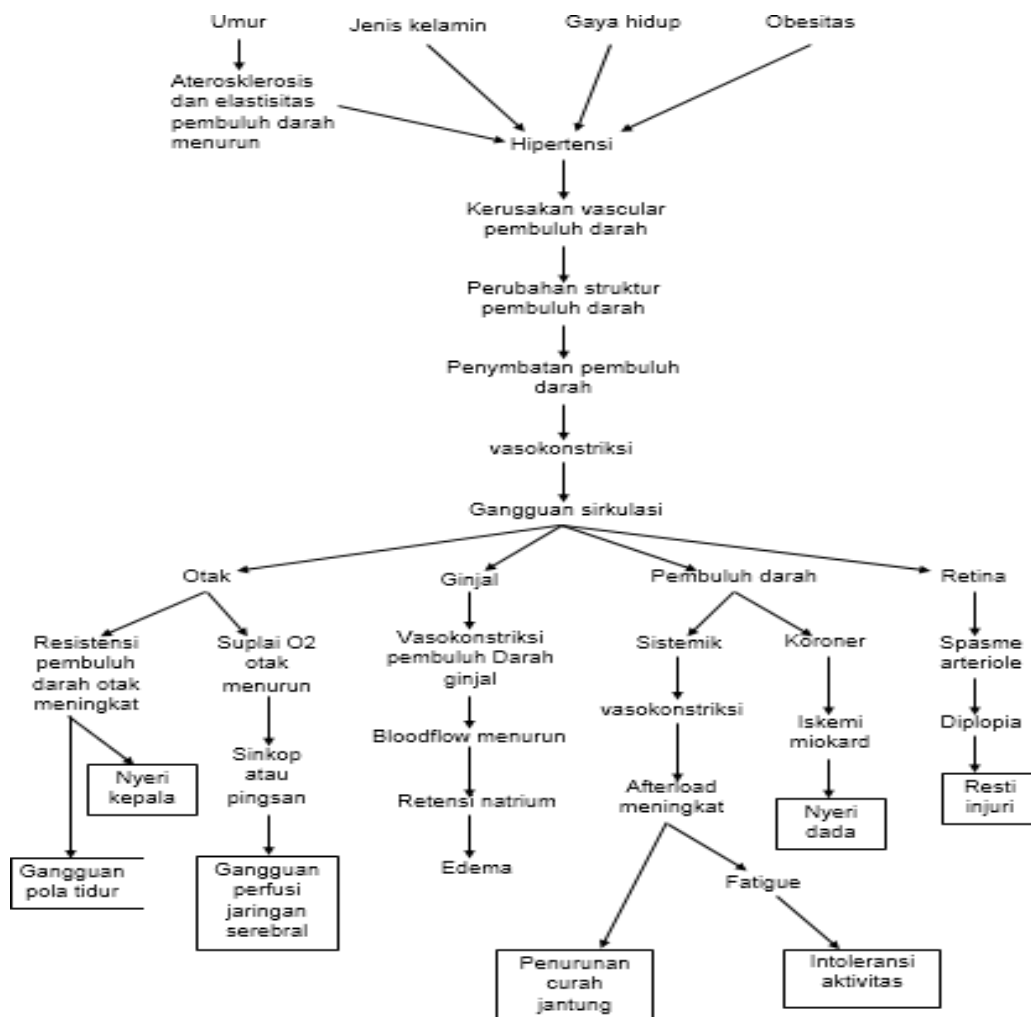 Umur
Jenis kelamin
Gaya hidup
Obesitas
Aterosklerosis
dan elastisitas
pembuluh darah
menurun
Hipertensi
Kerusakan vascular
pembuluh darah
Perubahan struktur
pembuluh darah
Penymbatan pembuluh
darah
vasokonstriksi
Gangguan sirkulasi
Otak
Ginjal
Pembuluh darah
Retina
Resistensi
pembuluh
darah otak
meningkat
Suplai O2
otak
menurun
Vasokonstriksi
pembuluh Darah
ginjal
Sistemik
Koroner
Spasme
arteriole
vasokonstriksi
Iskemi
miokard
Diplopia
Bloodflow menurun
Nyeri
kepala
Sinkop
atau
pingsan
Retensi natrium
Afterload
meningkat
Nyeri
dada
Resti
injuri
Gangguan
pola tidur
Gangguan
perfusi
jaringan
serebral
Edema
Fatigue
Penurunan
curah
jantung
Intoleransi
aktivitas